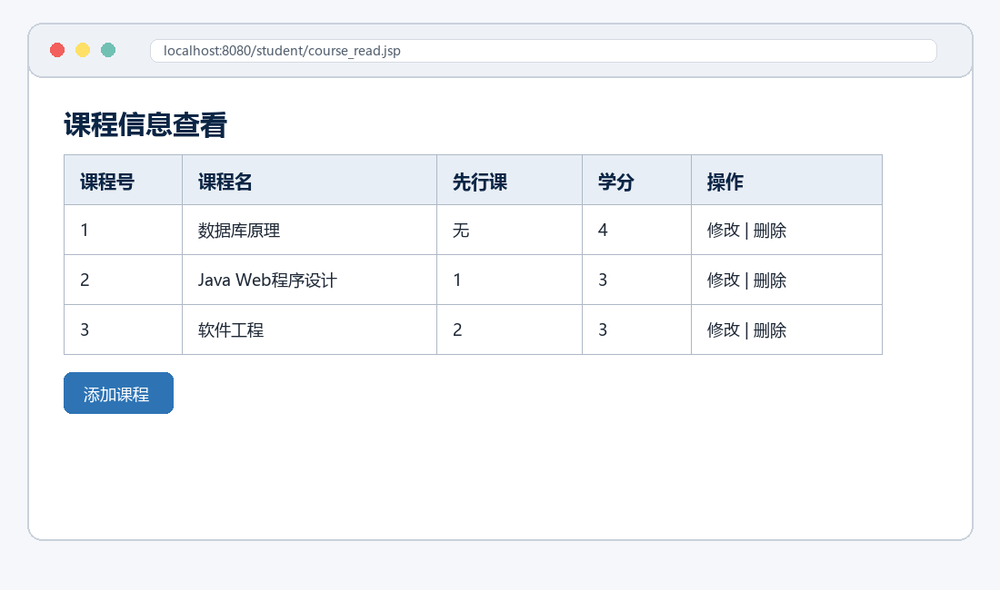 localhost:8080/student/course_read.jsp
课程信息查看
课程号 课程名 先行课 学分 操作
1 数据库原理 无 4 修改 | 删除
2 Java Web程序设计 1 3 修改 | 删除
3 软件工程 2 3 修改 | 删除
添加课程